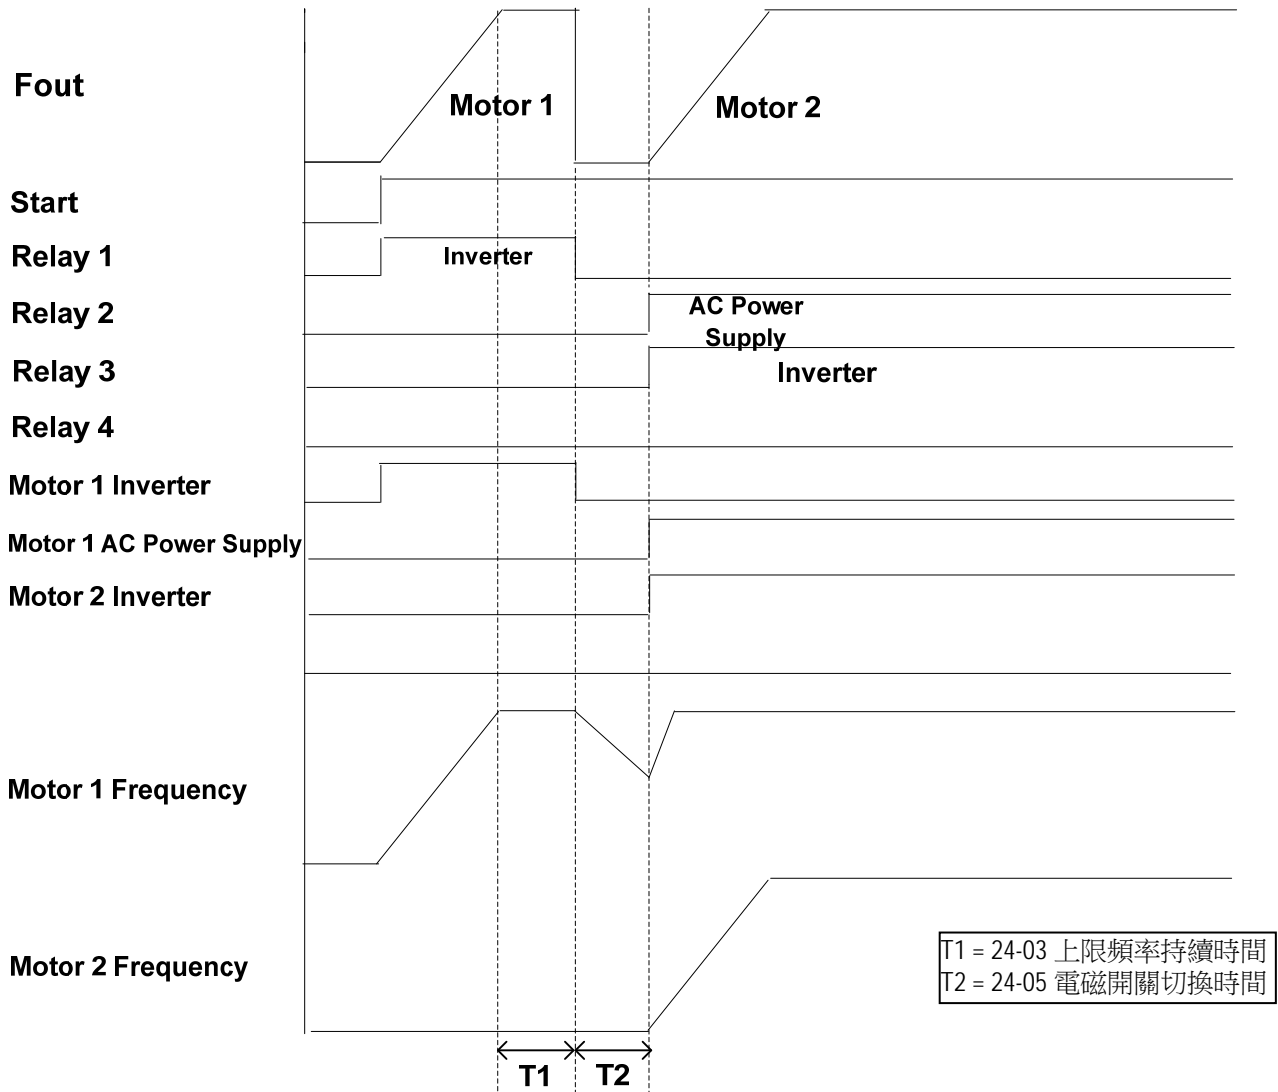 Fout
Motor 1
Motor 2
Start
Relay 1
Inverter
Relay 2
AC Power
Supply
Relay 3
Inverter
Relay 4
Motor 1 Inverter
Motor 1 AC Power Supply
Motor 2 Inverter
Motor 1 Frequency
Motor 2 Frequency
T1 = 24-03 上限頻率持續時間
T2 = 24-05 電磁開關切換時間
T1
T2